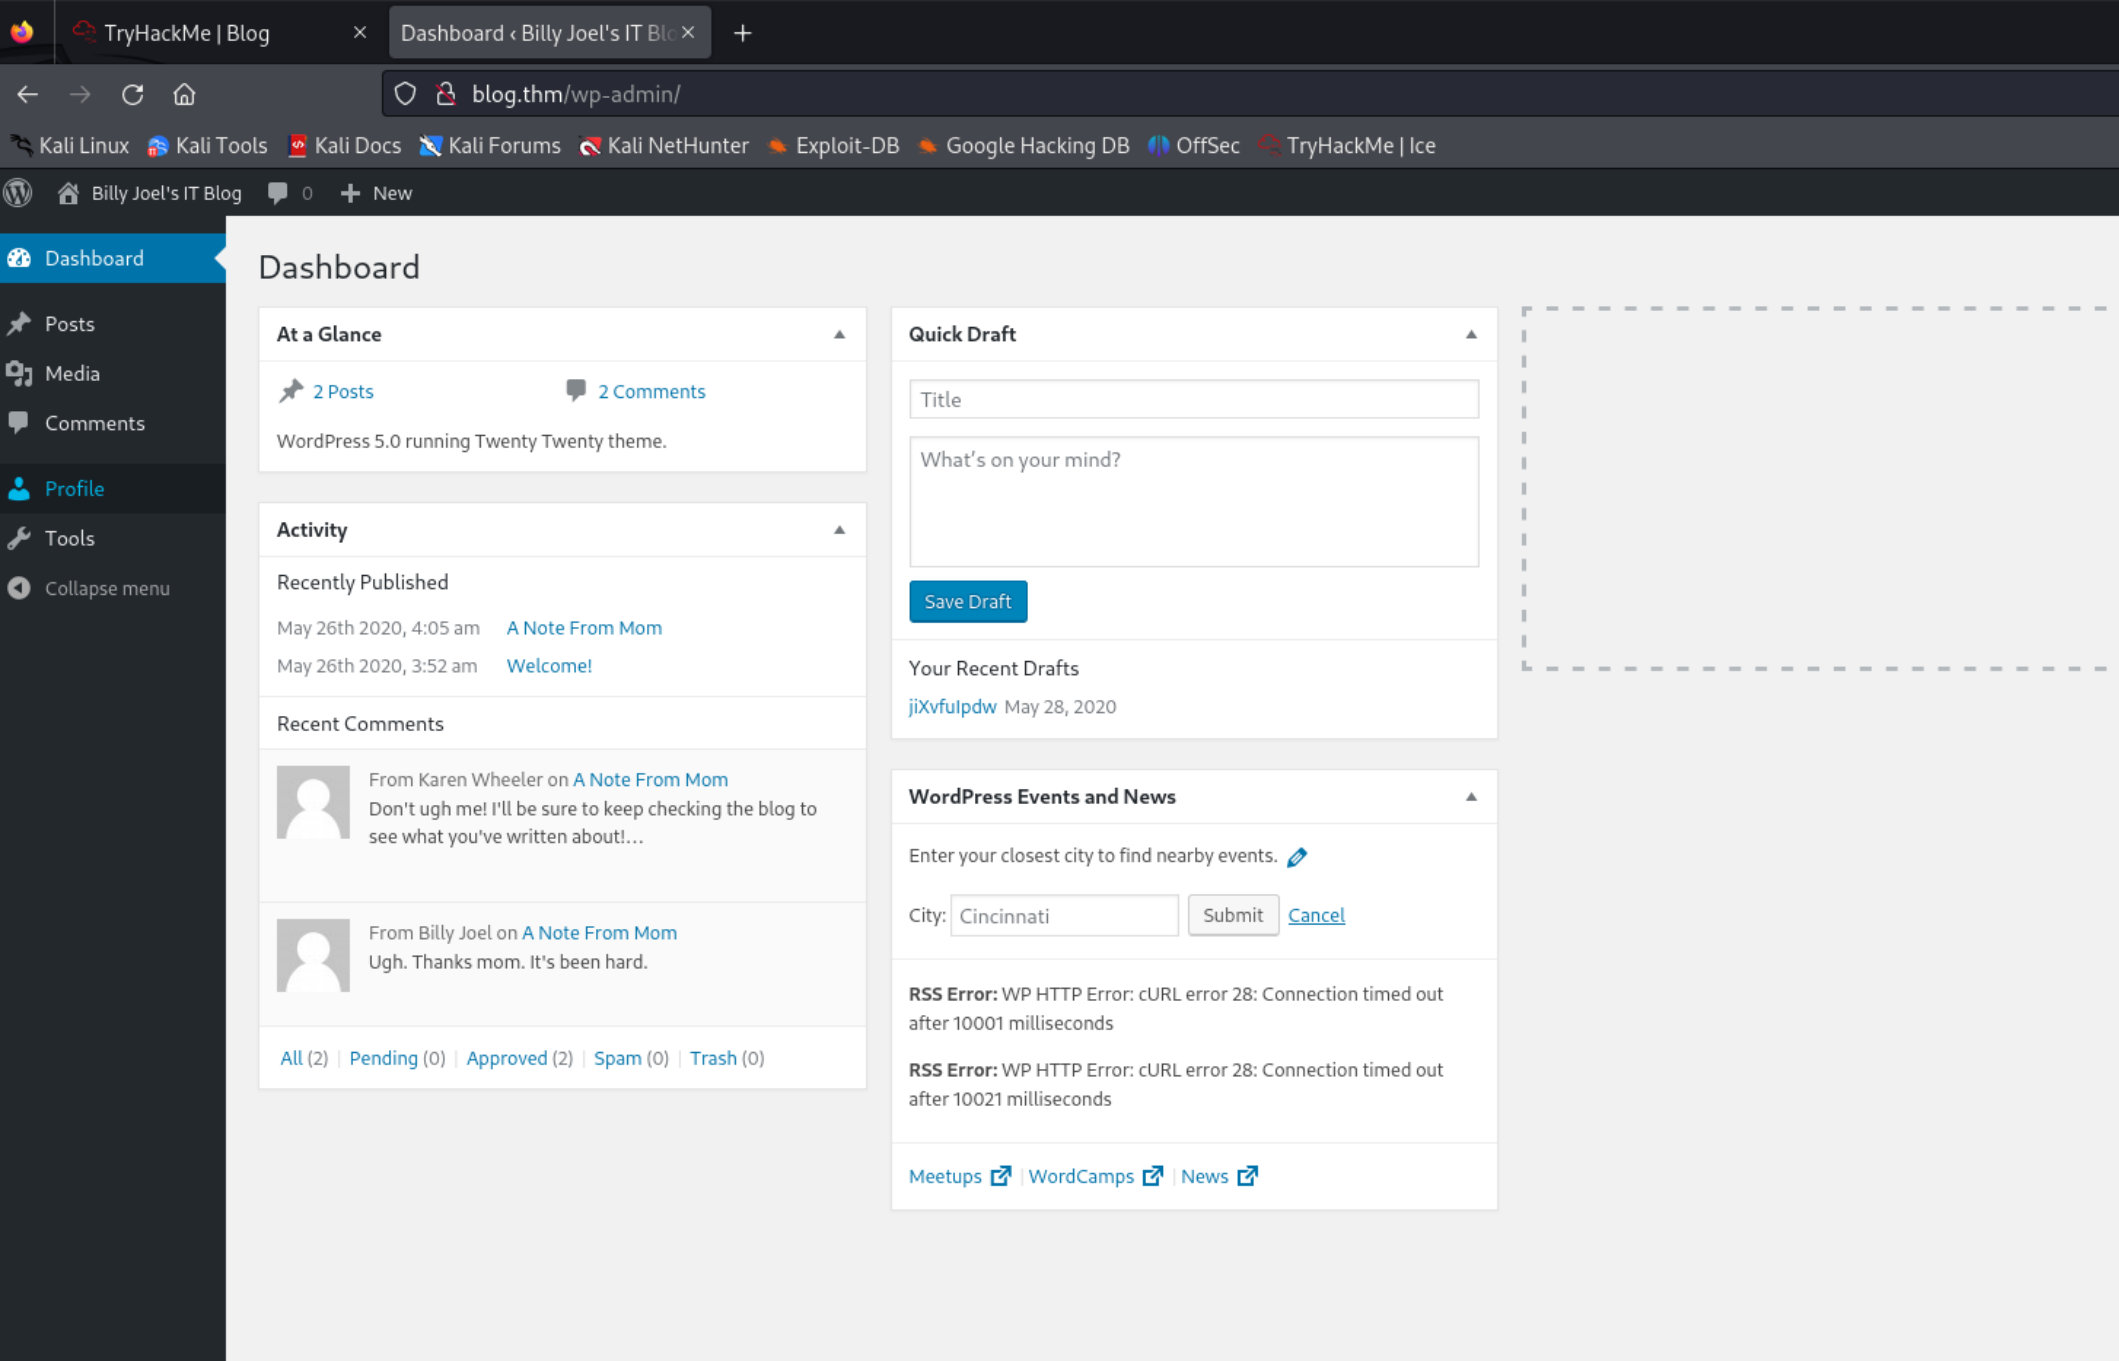 TryHackMe | Blog
Dashboard ‹ Billy Joel's IT Blo
blog.thm/wp-admin/
Kali Linux Kali Tools Kali Docs Kali Forums Kali NetHunter Exploit-DB Google Hacking DB OffSec TryHackMe | Ice
Billy Joel's IT Blog 0 New
Dashboard
Posts
Media
Comments
Profile
Tools
Collapse menu
Dashboard
At a Glance
2 Posts 2 Comments
WordPress 5.0 running Twenty Twenty theme.
Activity
Recently Published
May 26th 2020, 4:05 am A Note From Mom
May 26th 2020, 3:52 am Welcome!
Recent Comments
From Karen Wheeler on A Note From Mom
Don't ugh me! I'll be sure to keep checking the blog to
see what you've written about!...
From Billy Joel on A Note From Mom
Ugh. Thanks mom. It's been hard.
All (2) | Pending (0) | Approved (2) | Spam (0) | Trash (0)
Quick Draft
Title
What's on your mind?
Save Draft
Your Recent Drafts
jiXvfuIpdw May 28, 2020
WordPress Events and News
Enter your closest city to find nearby events.
City: Cincinnati Submit Cancel
RSS Error: WP HTTP Error: cURL error 28: Connection timed out
after 10001 milliseconds
RSS Error: WP HTTP Error: cURL error 28: Connection timed out
after 10021 milliseconds
Meetups | WordCamps | News